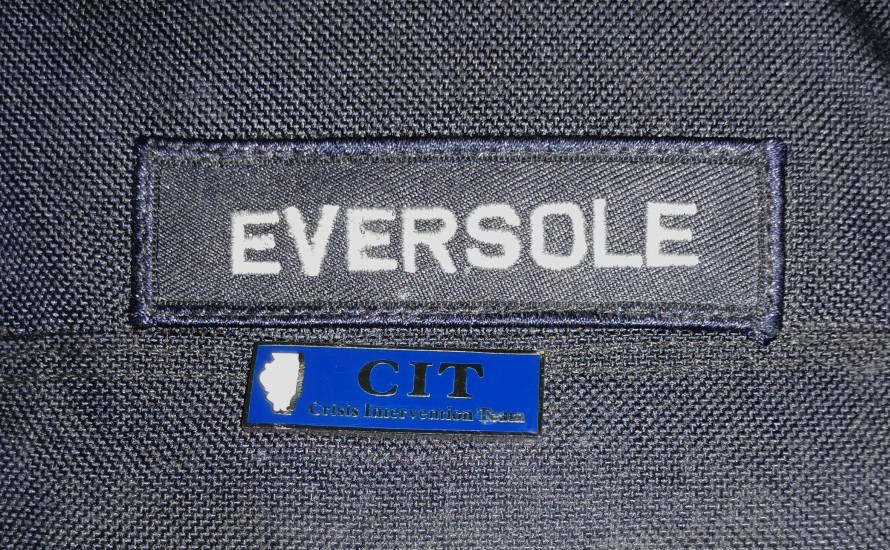 EVERSOLE
CIT
Crisis Intervention Team